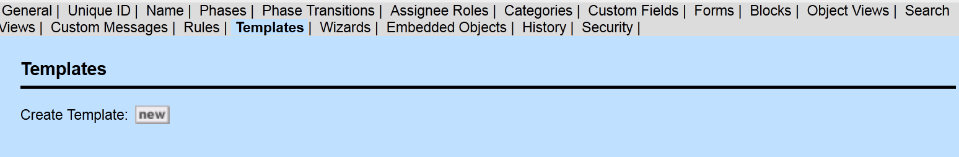 General | Unique ID | Name | Phases | Phase Transitions | Assignee Roles | Categories | Custom Fields | Forms | Blocks | Object Views | Search
Views | Custom Messages | Rules | Templates | Wizards | Embedded Objects | History | Security |
Templates
Create Template: new